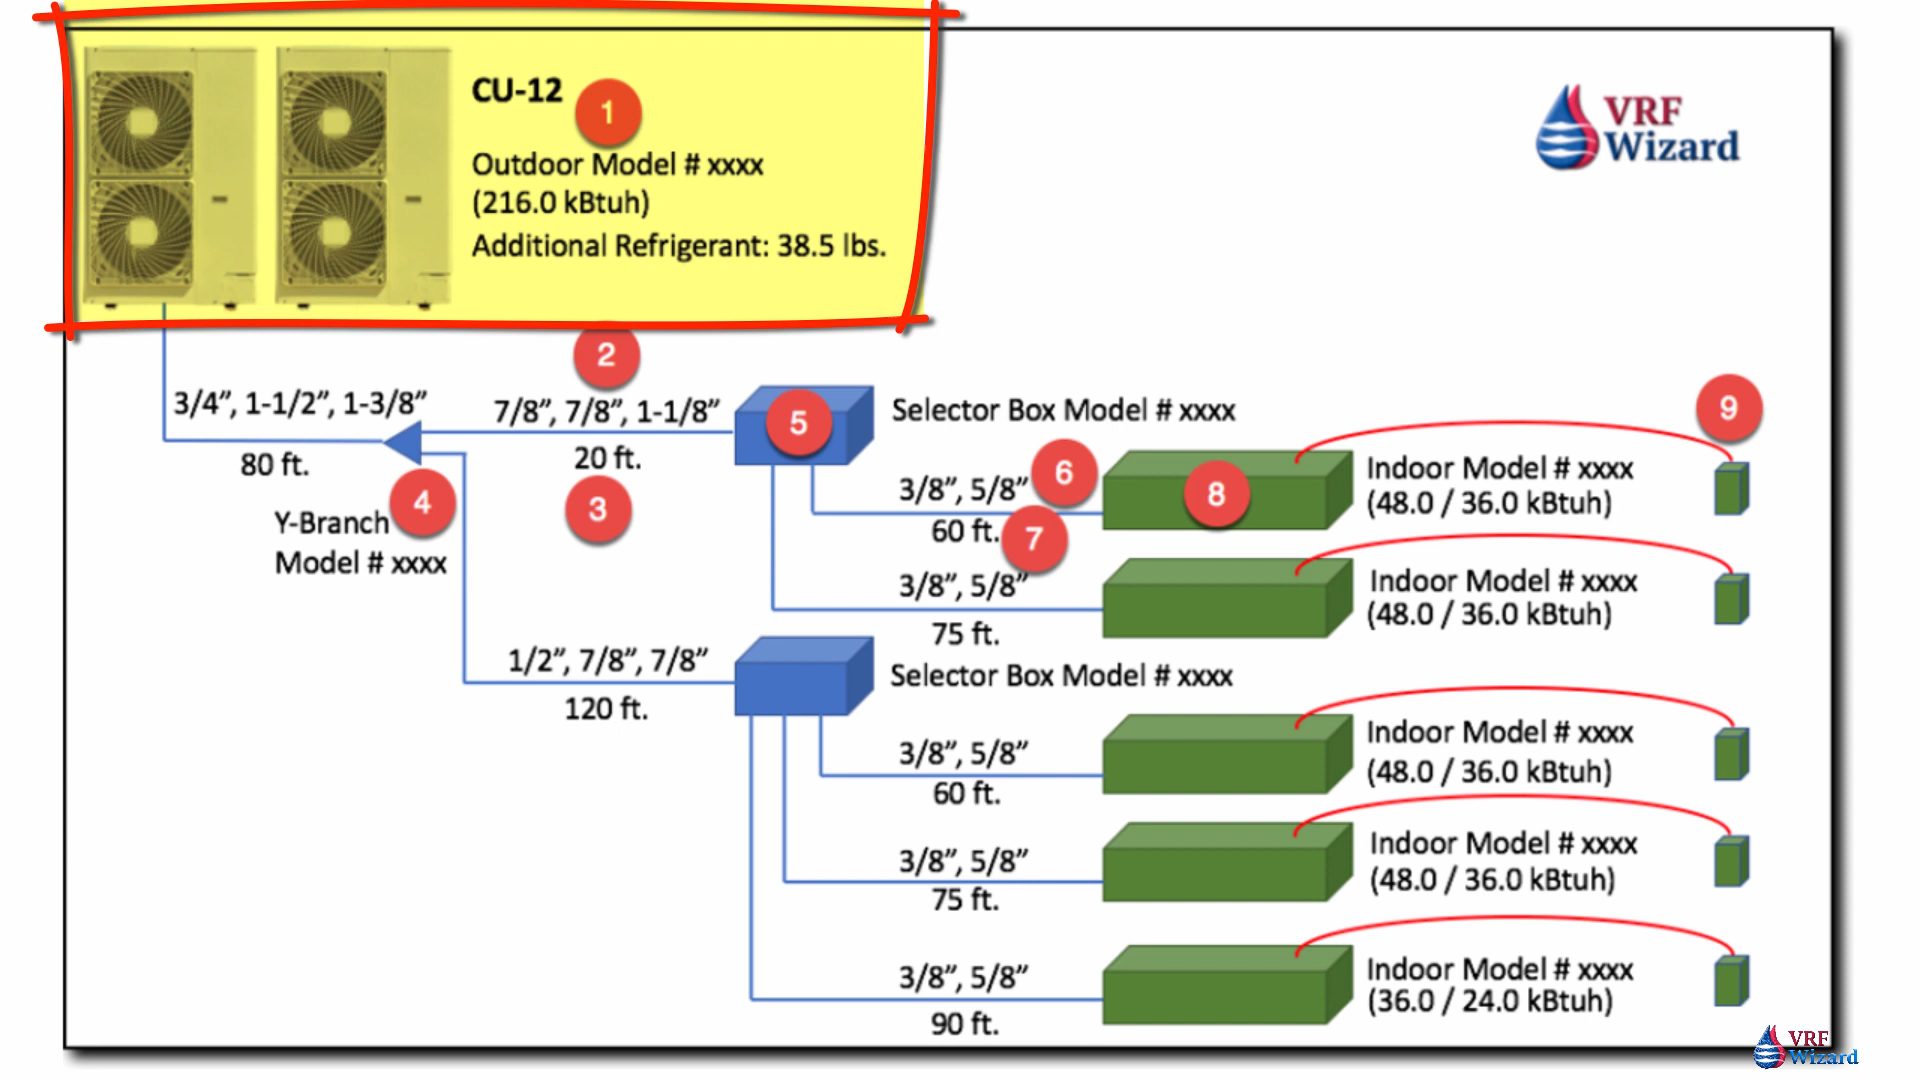 CU-12
1
Outdoor Model # xxxx
(216.0 kBtuh)
Additional Refrigerant: 38.5 lbs.
VRF
Wizard
2
3/4”, 1-1/2”, 1-3/8”
80 ft.
7/8”, 7/8”, 1-1/8”
20 ft.
3
4
Y-Branch
Model # xxxx
5
Selector Box Model # xxxx
6
3/8”, 5/8”
60 ft.
7
8
Indoor Model # xxxx
(48.0 / 36.0 kBtuh)
9
3/8”, 5/8”
75 ft.
Indoor Model # xxxx
(48.0 / 36.0 kBtuh)
1/2”, 7/8”, 7/8”
120 ft.
Selector Box Model # xxxx
3/8”, 5/8”
60 ft.
Indoor Model # xxxx
(48.0 / 36.0 kBtuh)
3/8”, 5/8”
75 ft.
Indoor Model # xxxx
(48.0 / 36.0 kBtuh)
3/8”, 5/8”
90 ft.
Indoor Model # xxxx
(36.0 / 24.0 kBtuh)
VRF
Wizard